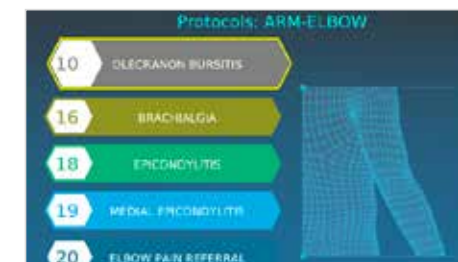 Protocols: ARM-ELBOW
10 OLECRANON BURSITIS
16 BRACHIALGIA
18 EPICONDYLITIS
19 MEDIAL EPICONDYLITIS
20 ELBOW PAIN REFERRAL